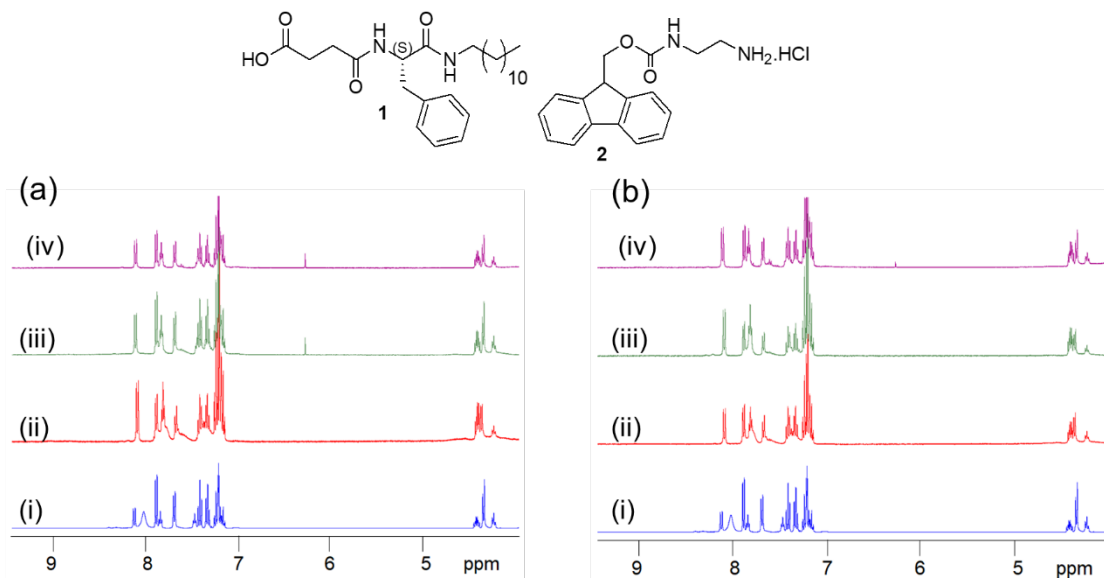 O
HO
O
H
N
(S)
O
N
H
10
1
O
O
H
N
NH2.HCl
2
(a)
(iv)
(iii)
(ii)
(i)
9 8 7 6 5 ppm
(b)
(iv)
(iii)
(ii)
(i)
9 8 7 6 5 ppm